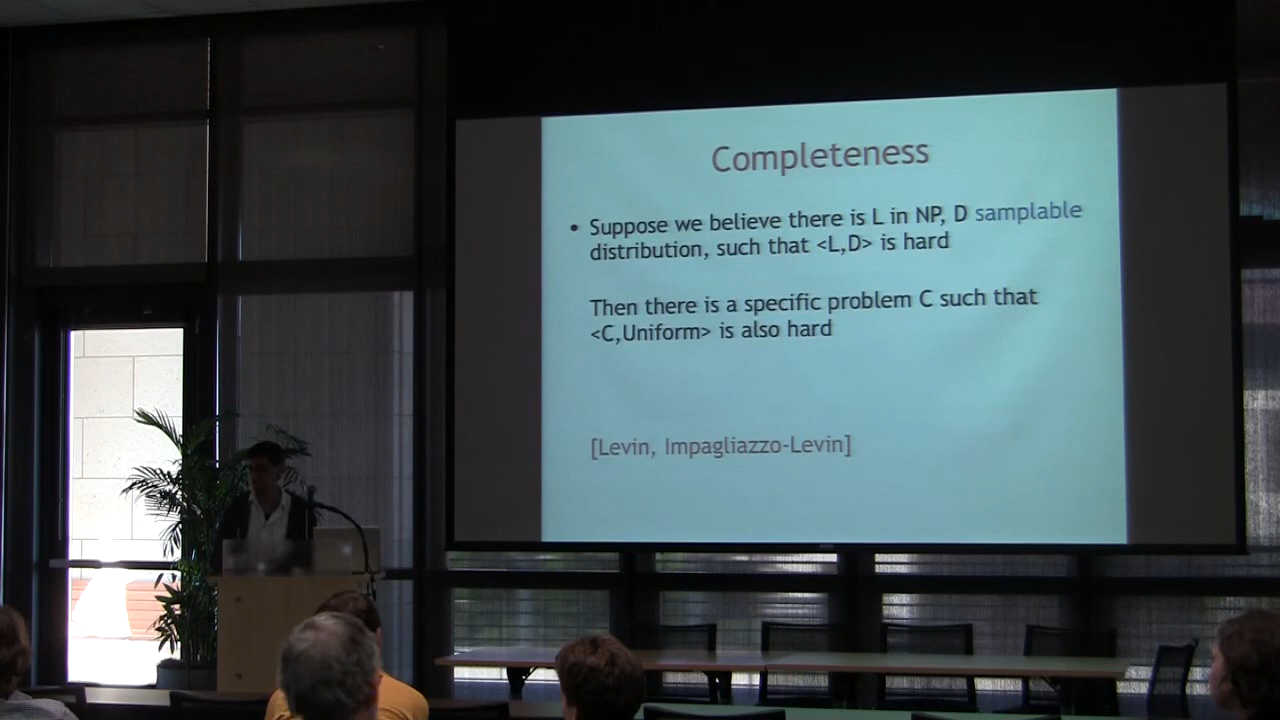 Completeness
• Suppose we believe there is L in NP, D samplable
distribution, such that <L,D> is hard
Then there is a specific problem C such that
<C,Uniform> is also hard
[Levin, Impagliazzo-Levin]